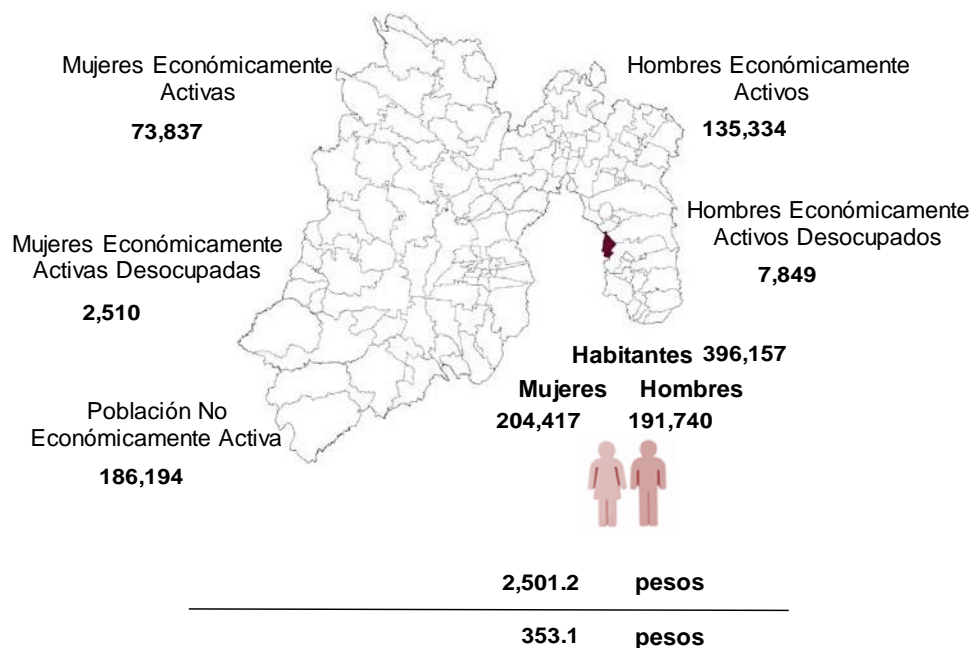 Mujeres Económicamente
Activas
73,837
Hombres Económicamente
Activos
135,334
Mujeres Económicamente
Activas Desocupadas
2,510
Hombres Económicamente
Activos Desocupados
7,849
Habitantes 396,157
Mujeres Hombres
204,417 191,740
Población No
Económicamente Activa
186,194
2,501.2 pesos
353.1 pesos